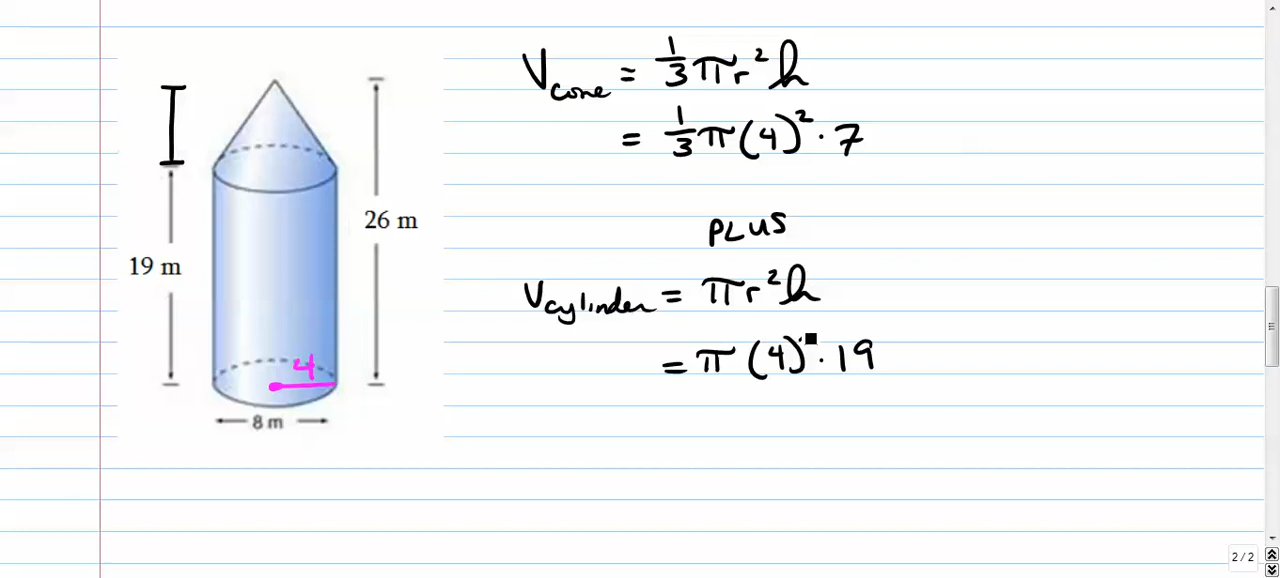 V_cone = 1/3 πr²h
= 1/3 π(4)² · 7
PLUS
V_cylinder = πr²h
= π(4) · 19
26 m
19 m
4
8 m
2 / 2